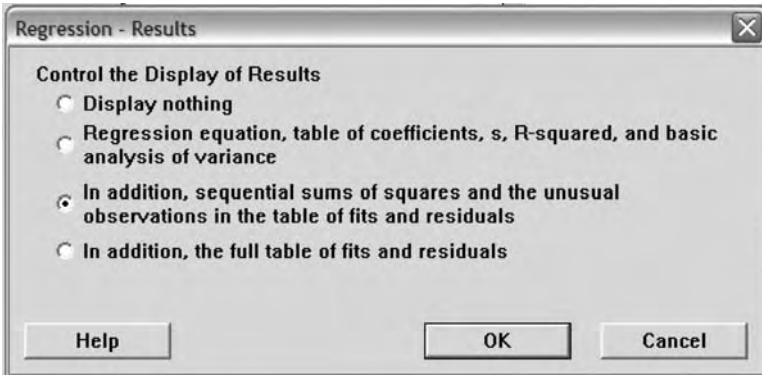 Regression - Results
Control the Display of Results
Display nothing
Regression equation, table of coefficients, s, R-squared, and basic
analysis of variance
In addition, sequential sums of squares and the unusual
observations in the table of fits and residuals
In addition, the full table of fits and residuals
Help OK Cancel